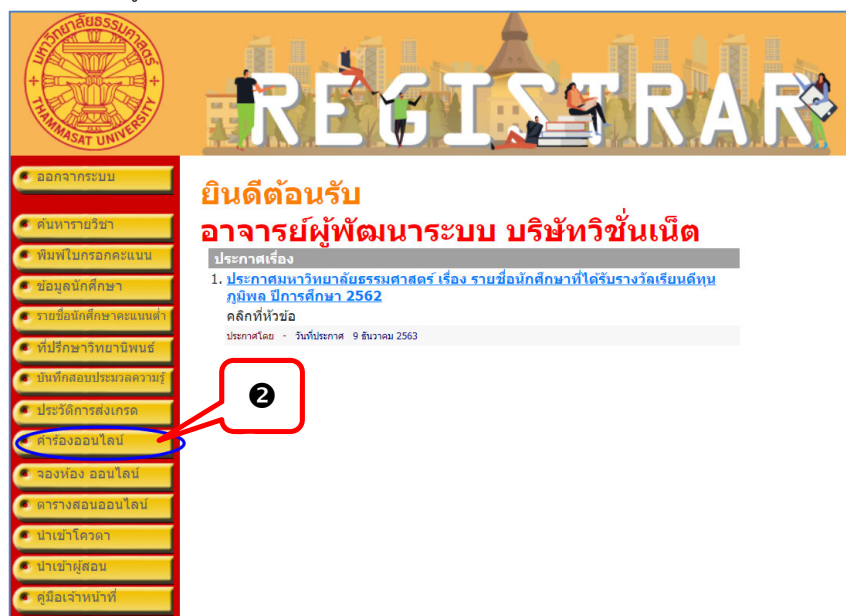 มหาวิทยาลัยธรรมศาสตร์
THAMMASAT UNIVERSITY
REGISTRAR
ออกจากระบบ
ค้นหารายวิชา
พิมพ์ใบกรอกคะแนน
ข้อมูลนักศึกษา
รายชื่อนักศึกษาคะแนนต่ำ
ที่ปรึกษาวิทยานิพนธ์
บันทึกสอบประมวลความรู้
ประวัติการส่งเกรด
คำร้องออนไลน์
จองห้อง ออนไลน์
ตารางสอนออนไลน์
นำเข้าโควตา
นำเข้าผู้สอน
คู่มือเจ้าหน้าที่
ยินดีต้อนรับ
อาจารย์ผู้พัฒนาระบบ บริษัทวิชั่นเน็ต
ประกาศเรื่อง
1. ประกาศมหาวิทยาลัยธรรมศาสตร์ เรื่อง รายชื่อนักศึกษาที่ได้รับรางวัลเรียนดีทุน
ภูมิพล ปีการศึกษา 2562
คลิกที่หัวข้อ
ประกาศโดย - วันที่ประกาศ 9 ธันวาคม 2563
❷